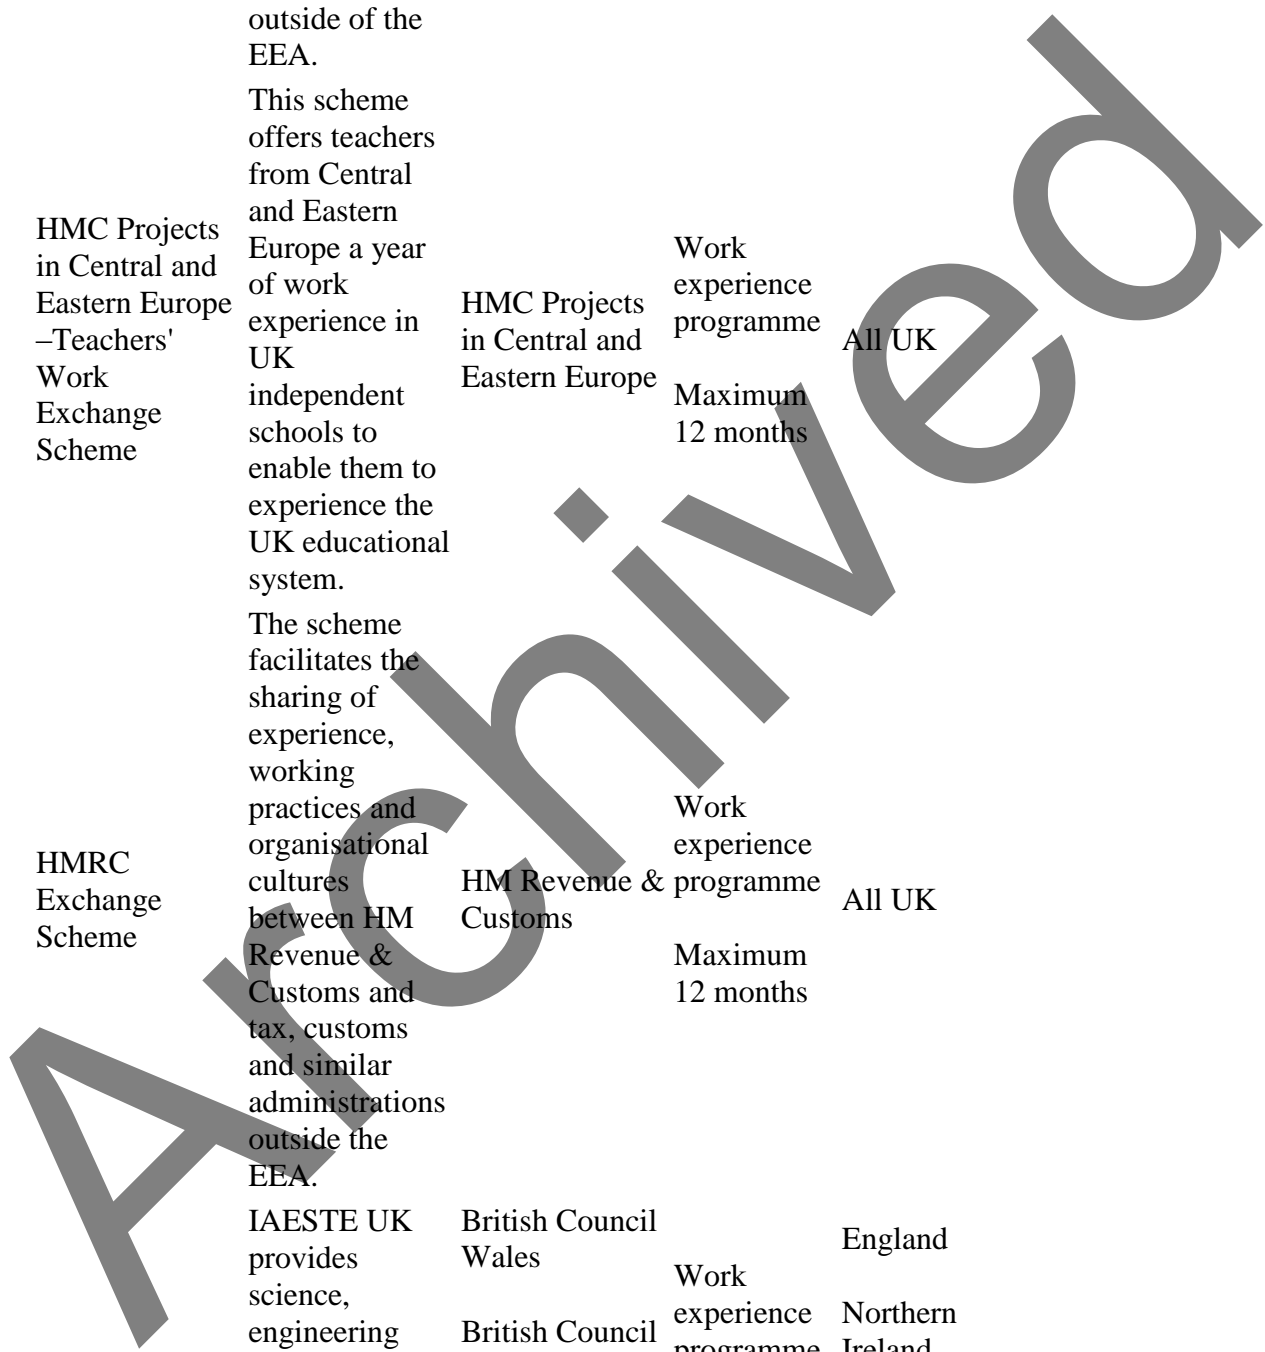 outside of the
EEA.
HMC Projects
in Central and
Eastern Europe
–Teachers'
Work
Exchange
Scheme
This scheme
offers teachers
from Central
and Eastern
Europe a year
of work
experience in
UK
independent
schools to
enable them to
experience the
UK educational
system.
HMC Projects
in Central and
Eastern Europe
Work
experience
programme
Maximum
12 months
All UK
HMRC
Exchange
Scheme
The scheme
facilitates the
sharing of
experience,
working
practices and
organisational
cultures
between HM
Revenue &
Customs and
tax, customs
and similar
administrations
outside the
EEA.
HM Revenue &
Customs
Work
experience
programme
Maximum
12 months
All UK
IAESTE UK
provides
science,
engineering
British Council
Wales
British Council
Work
experience
programme
England
Northern
Ireland
Archived